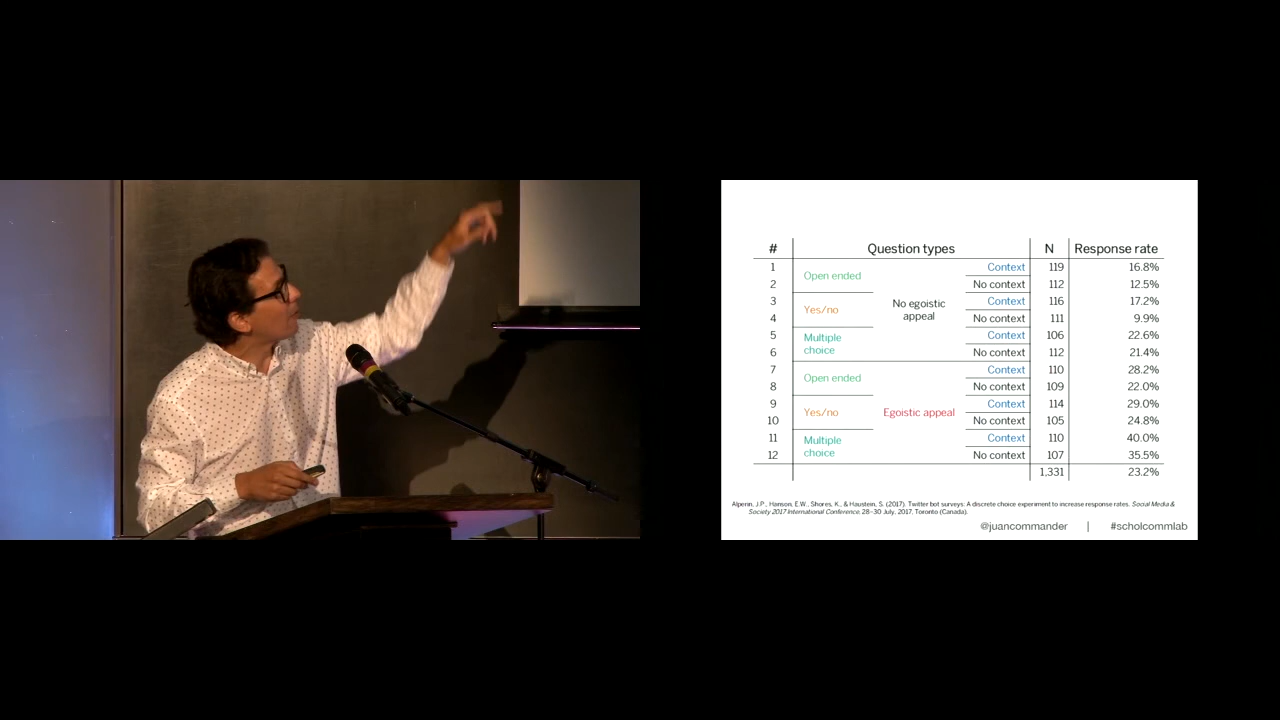 # Question types N Response rate
1 Open ended No egoistic appeal Context 119 16.8%
2 No context 112 12.5%
3 Yes/no Context 116 17.2%
4 No context 111 9.9%
5 Multiple choice Context 106 22.6%
6 No context 112 21.4%
7 Open ended Egoistic appeal Context 110 28.2%
8 No context 109 22.0%
9 Yes/no Context 114 29.0%
10 No context 105 24.8%
11 Multiple choice Context 110 40.0%
12 No context 107 35.5%
1,331 23.2%
Alperin, J.P., Hanson, E.W., Shores, K., & Haustein, S. (2017). Twitter bot surveys: A discrete choice experiment to increase response rates. Social Media &
Society 2017 International Conference. 28–30 July, 2017, Toronto (Canada).
@juancommander | #scholcommlab